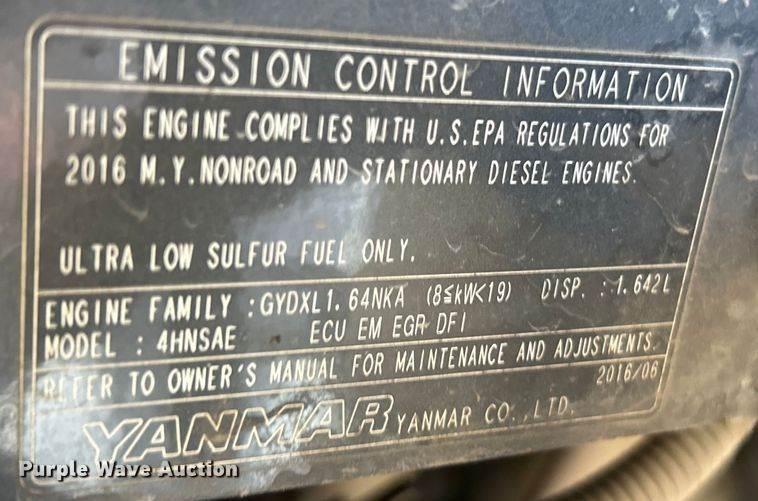 EMISSION CONTROL INFORMATION
THIS ENGINE COMPLIES WITH U.S.EPA REGULATIONS FOR
2016 M.Y.NONROAD AND STATIONARY DIESEL ENGINES.
ULTRA LOW SULFUR FUEL ONLY.
ENGINE FAMILY :GYDXL1.64NKA (8≦kW<19) DISP. :1.642L
MODEL : 4HNSAE ECU EM EGR DFI
REFER TO OWNER'S MANUAL FOR MAINTENANCE AND ADJUSTMENTS.
2016/06
YANMAR YANMAR CO.,LTD.
Purple Wave Auction